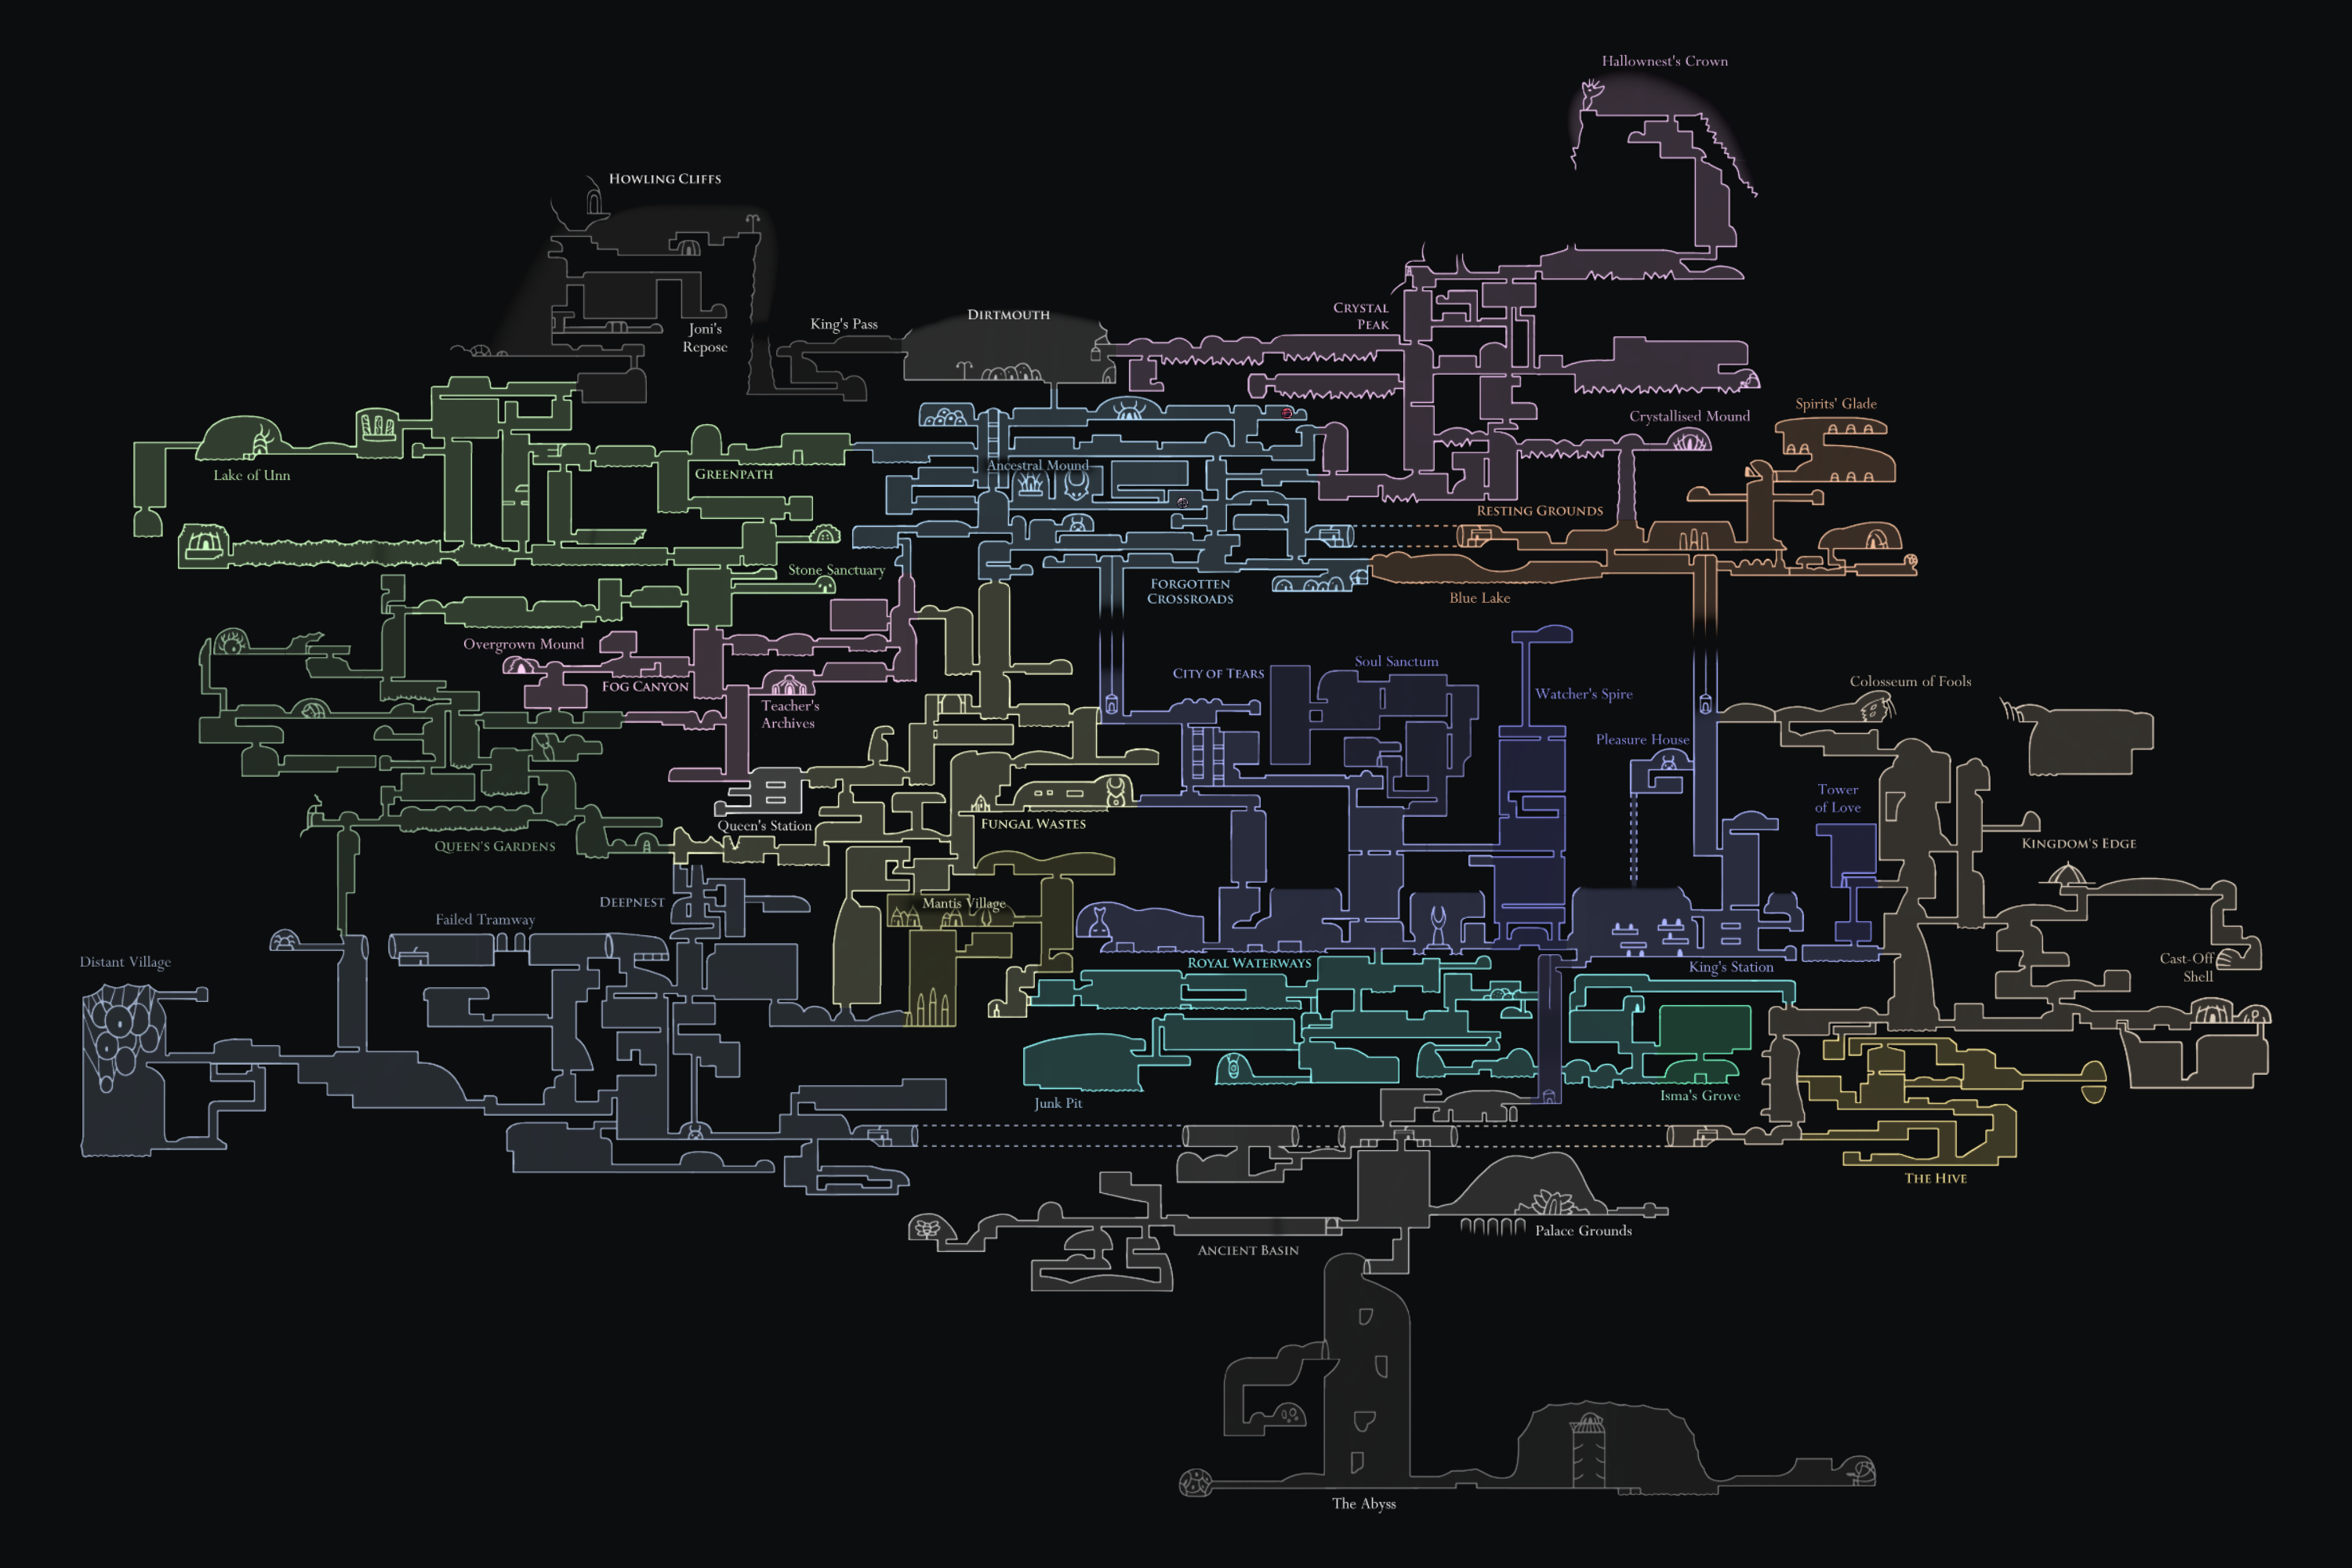 Hallownest's Crown
Howling Cliffs
King's Pass
Dirtmouth
Crystal
Peak
Joni's
Repose
Crystallised Mound
Spirits' Glade
Lake of Unn
Greenpath
Ancestral Mound
Resting Grounds
Stone Sanctuary
Forgotten
Crossroads
Blue Lake
Overgrown Mound
Fog Canyon
Teacher's
Archives
City of Tears
Soul Sanctum
Watcher's Spire
Colosseum of Fools
Pleasure House
Tower
of Love
Queen's Station
Fungal Wastes
Queen's Gardens
Kingdom's Edge
Deepnest
Mantis Village
Failed Tramway
Distant Village
Royal Waterways
King's Station
Cast-Off
Shell
Junk Pit
Isma's Grove
The Hive
Palace Grounds
Ancient Basin
The Abyss